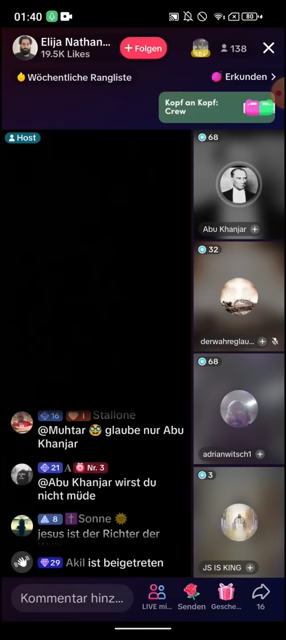 01:40
80
Elija Nathan...
19.5K Likes
+ Folgen
138
Wöchentliche Rangliste
Erkunden >
Kopf an Kopf:
Crew
Host
68
Abu Khanjar
32
derwahreglau...
68
adrianwitsch1
3
JS IS KING
16 1 Stallone
@Muhtar glaube nur Abu
Khanjar
21 A Nr. 3
@Abu Khanjar wirst du
nicht müde
8 Sonne
jesus ist der Richter der
29 Akil ist beigetreten
Kommentar hinz...
LIVE mi...
Senden
Gesche...
16